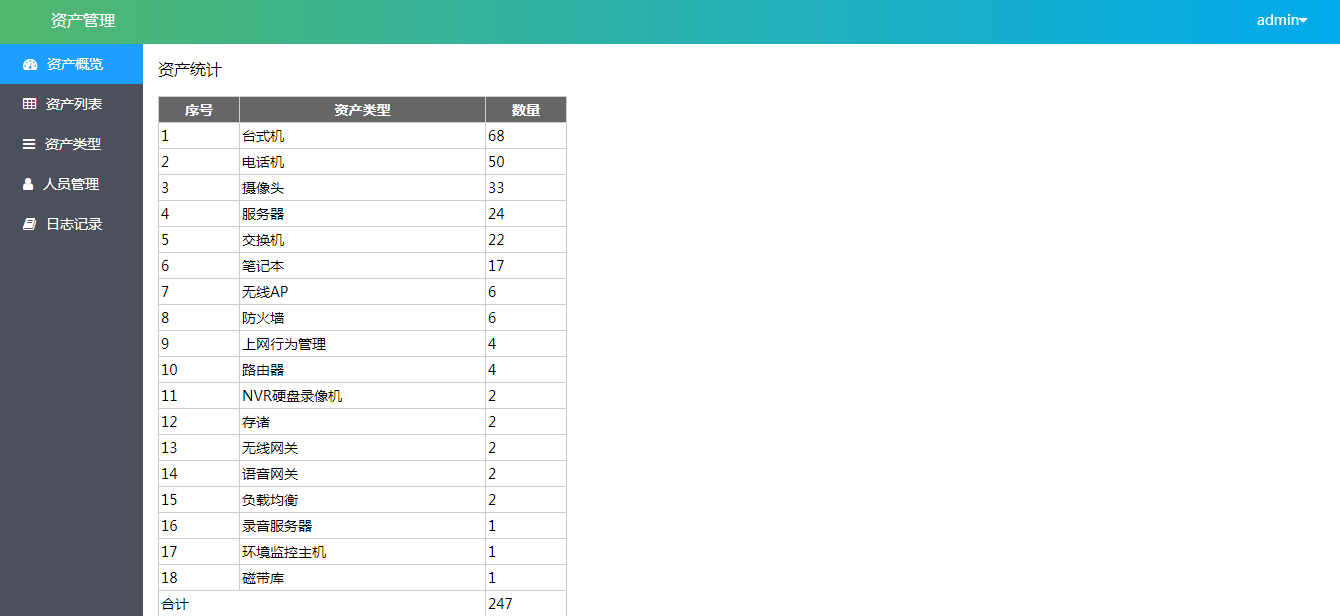 资产管理
admin
资产概览
资产列表
资产类型
人员管理
日志记录
资产统计
序号 资产类型 数量
1 台式机 68
2 电话机 50
3 摄像头 33
4 服务器 24
5 交换机 22
6 笔记本 17
7 无线AP 6
8 防火墙 6
9 上网行为管理 4
10 路由器 4
11 NVR硬盘录像机 2
12 存诸 2
13 无线网关 2
14 语音网关 2
15 负载均衡 2
16 录音服务器 1
17 环境监控主机 1
18 磁带库 1
合计 247